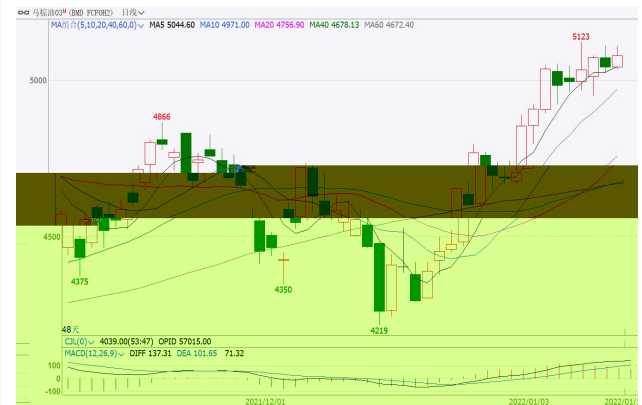 马棕油03M (BMD FCPOH2) 日线
MA组合(5,10,20,40,60,0) MA5 5044.60 MA10 4971.00 MA20 4756.90 MA40 4678.13 MA60 4672.40
5123
5000
4866
4500
4375
4350
4219
48天
CJL(0) 4039.00(53:47) OPID 57015.00
MACD(12,26,9) DIFF 137.31 DEA 101.65 71.32
100
0
-100
2021/12/01 2022/01/03 2022/01/